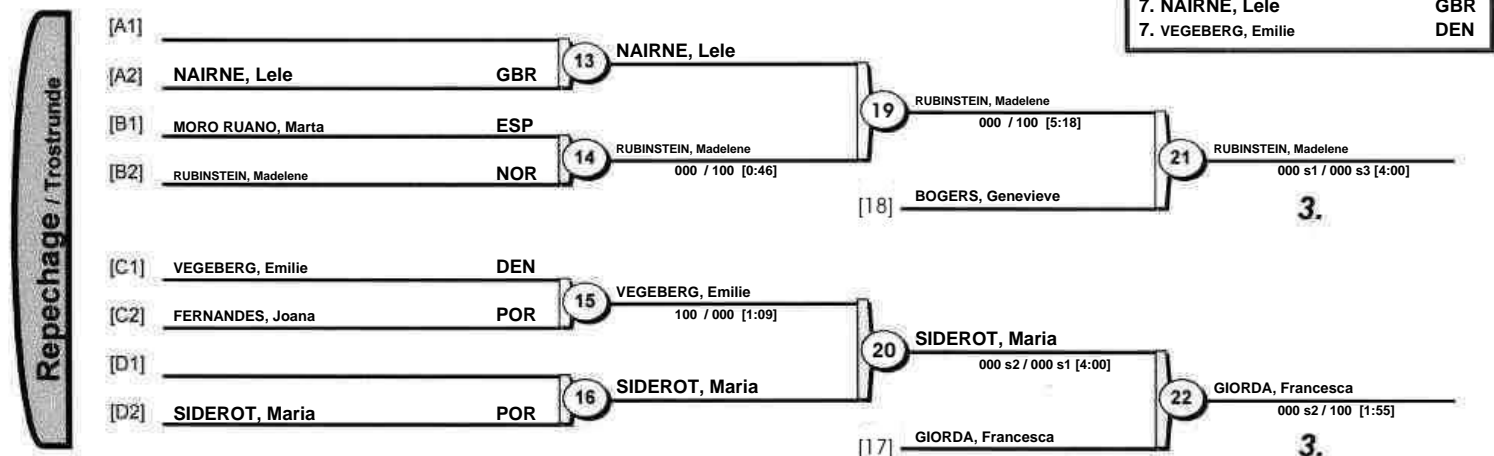 7. NAIRNE, Lele GBR
7. VEGEBERG, Emilie DEN
Repechage / Trostrunde
[A1]
[A2] NAIRNE, Lele GBR
13 NAIRNE, Lele
[B1] MORO RUANO, Marta ESP
[B2] RUBINSTEIN, Madelene NOR
14 RUBINSTEIN, Madelene
000 / 100 [0:46]
19 RUBINSTEIN, Madelene
000 / 100 [5:18]
[18] BOGERS, Genevieve
21 RUBINSTEIN, Madelene
000 s1 / 000 s3 [4:00]
3.
[C1] VEGEBERG, Emilie DEN
[C2] FERNANDES, Joana POR
15 VEGEBERG, Emilie
100 / 000 [1:09]
[D1]
[D2] SIDEROT, Maria POR
16 SIDEROT, Maria
20 SIDEROT, Maria
000 s2 / 000 s1 [4:00]
[17] GIORDA, Francesca
22 GIORDA, Francesca
000 s2 / 100 [1:55]
3.